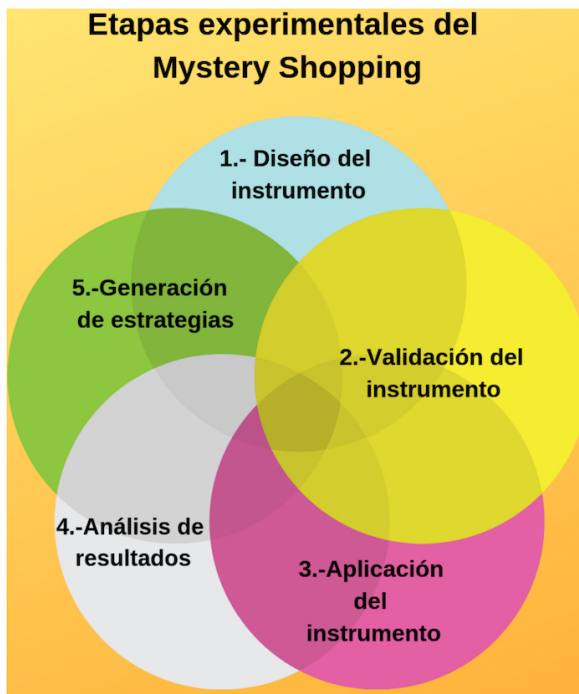 Etapas experimentales del
Mystery Shopping
1.- Diseño del
instrumento
5.-Generación
de estrategias
2.-Validación del
instrumento
4.-Análisis de
resultados
3.-Aplicación
del
instrumento